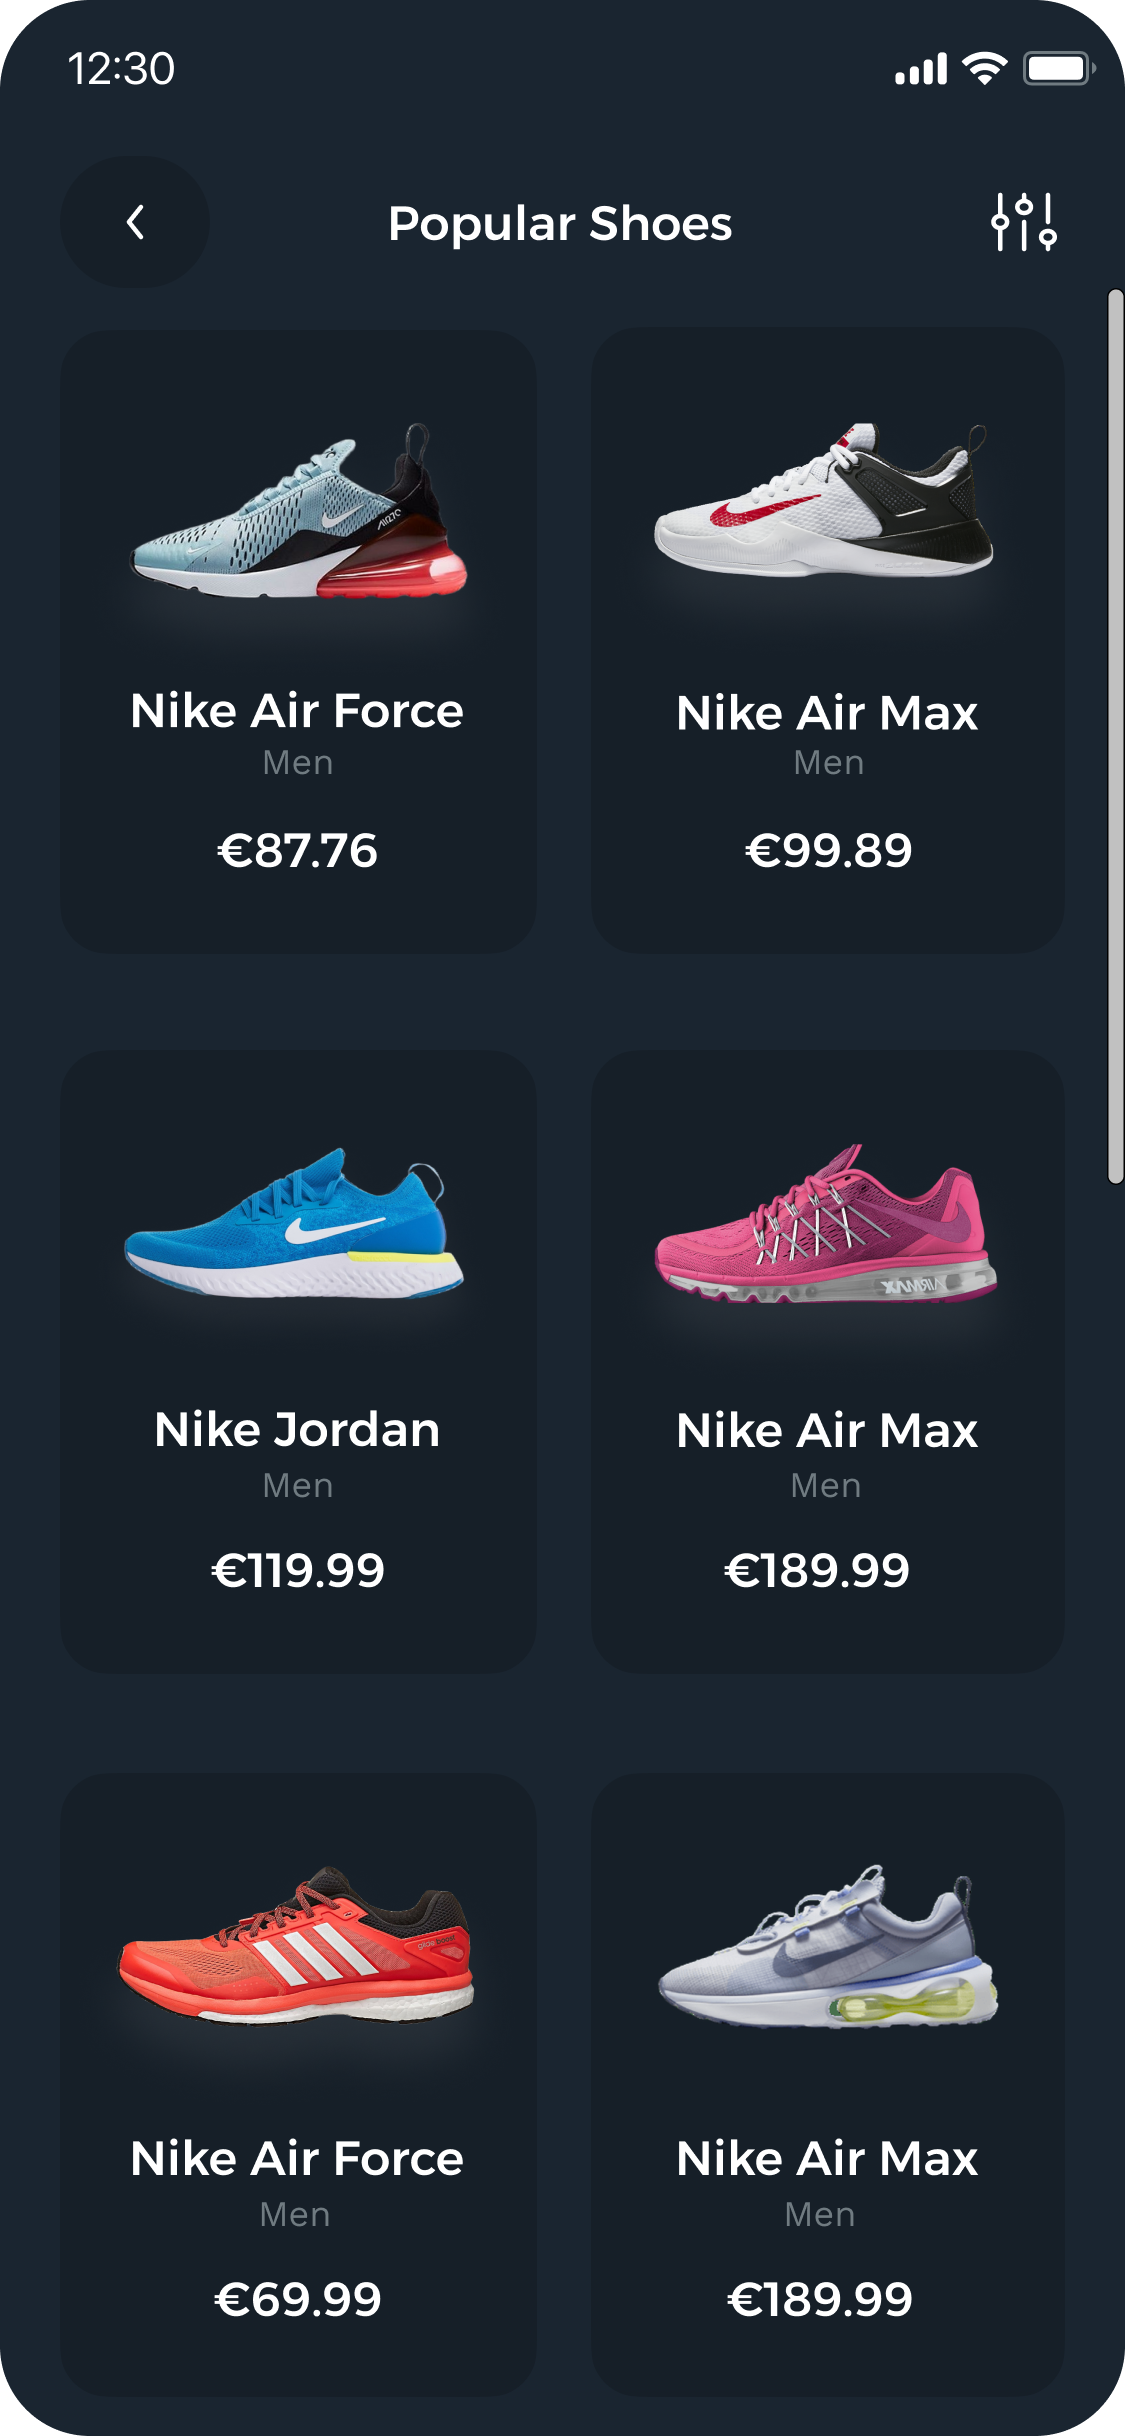 12:30
Popular Shoes
AIR270
Nike Air Force
Men
€87.76
Nike Air Max
Men
€99.89
AIRMAX
Nike Jordan
Men
€119.99
Nike Air Max
Men
€189.99
glide boost
Nike Air Force
Men
€69.99
Nike Air Max
Men
€189.99